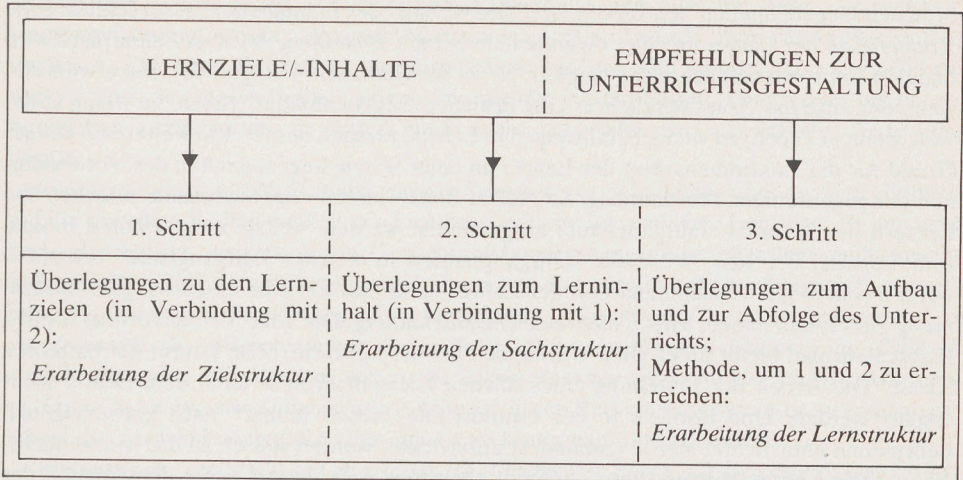 LERNZIELE/-INHALTE
EMPFEHLUNGEN ZUR
UNTERRICHTSGESTALTUNG
1. Schritt
2. Schritt
3. Schritt
Überlegungen zu den Lern-
zielen (in Verbindung mit
2):
Erarbeitung der Zielstruktur
Überlegungen zum Lernin-
halt (in Verbindung mit 1):
Erarbeitung der Sachstruktur
Überlegungen zum Aufbau
und zur Abfolge des Unter-
richts;
Methode, um 1 und 2 zu er-
reichen:
Erarbeitung der Lernstruktur